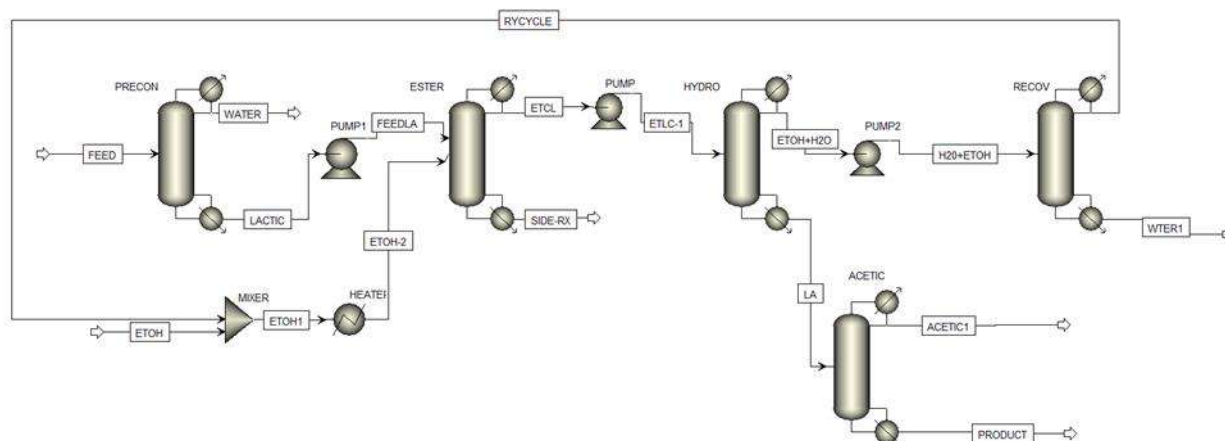 RYCYCLE
PRECON
ESTER
PUMP
HYDRO
RECOV
WATER
PUMP1
FEEDLA
ETCL
ETLC-1
ETOH+H2O
PUMP2
FEED
H20+ETOH
LACTIC
SIDE-RX
WTER1
ETOH-2
MIXER
HEATER
ETOH
ETOH1
LA
ACETIC
ACETIC1
PRODUCT